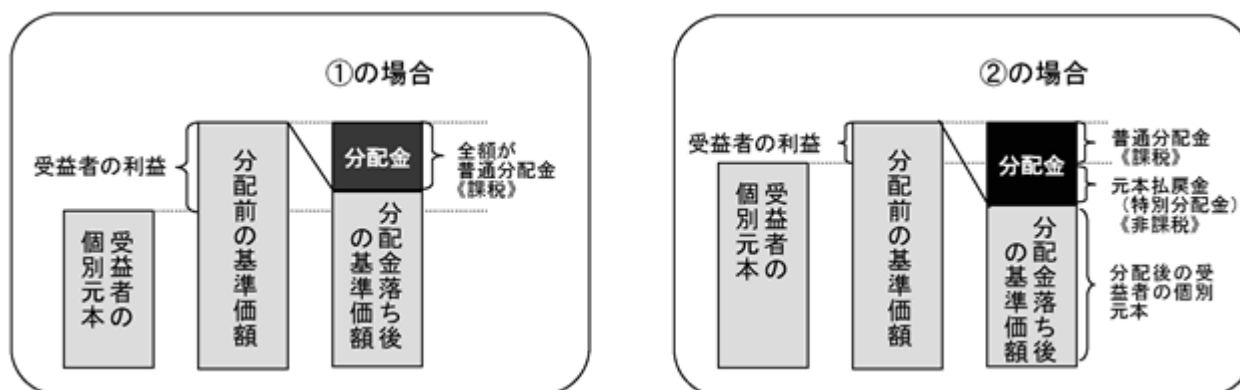 ①の場合
受益者の利益
受益者の
個別元本
分配前の基準価額
分配金
分配金落ち後
の基準価額
全額が
普通分配金
《課税》
②の場合
受益者の利益
受益者の
個別元本
分配前の基準価額
分配金
分配金落ち後
の基準価額
普通分配金
《課税》
元本払戻金
(特別分配金)
《非課税》
分配後の受
益者の個別
元本